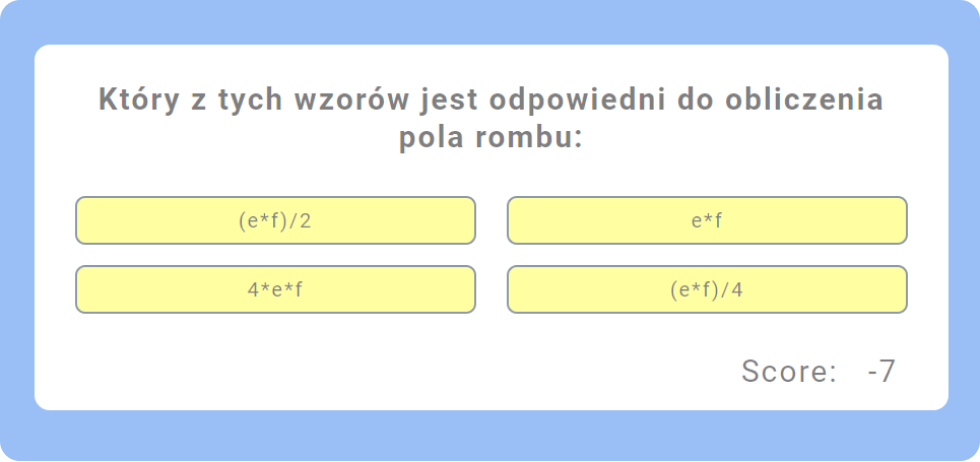 Który z tych wzorów jest odpowiedni do obliczenia
pola rombu:
(e*f)/2
e*f
4*e*f
(e*f)/4
Score: -7